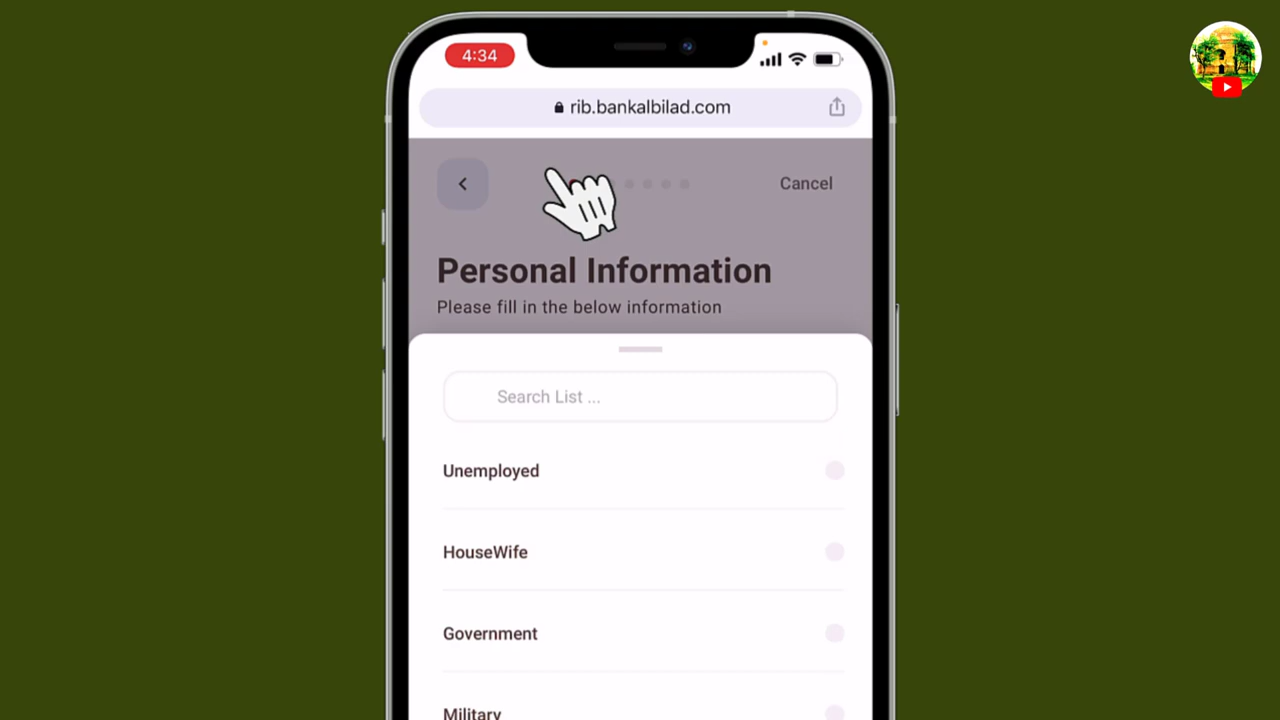 4:34
rib.bankalbilad.com
Cancel
Personal Information
Please fill in the below information
Search List ...
Unemployed
HouseWife
Government
Military